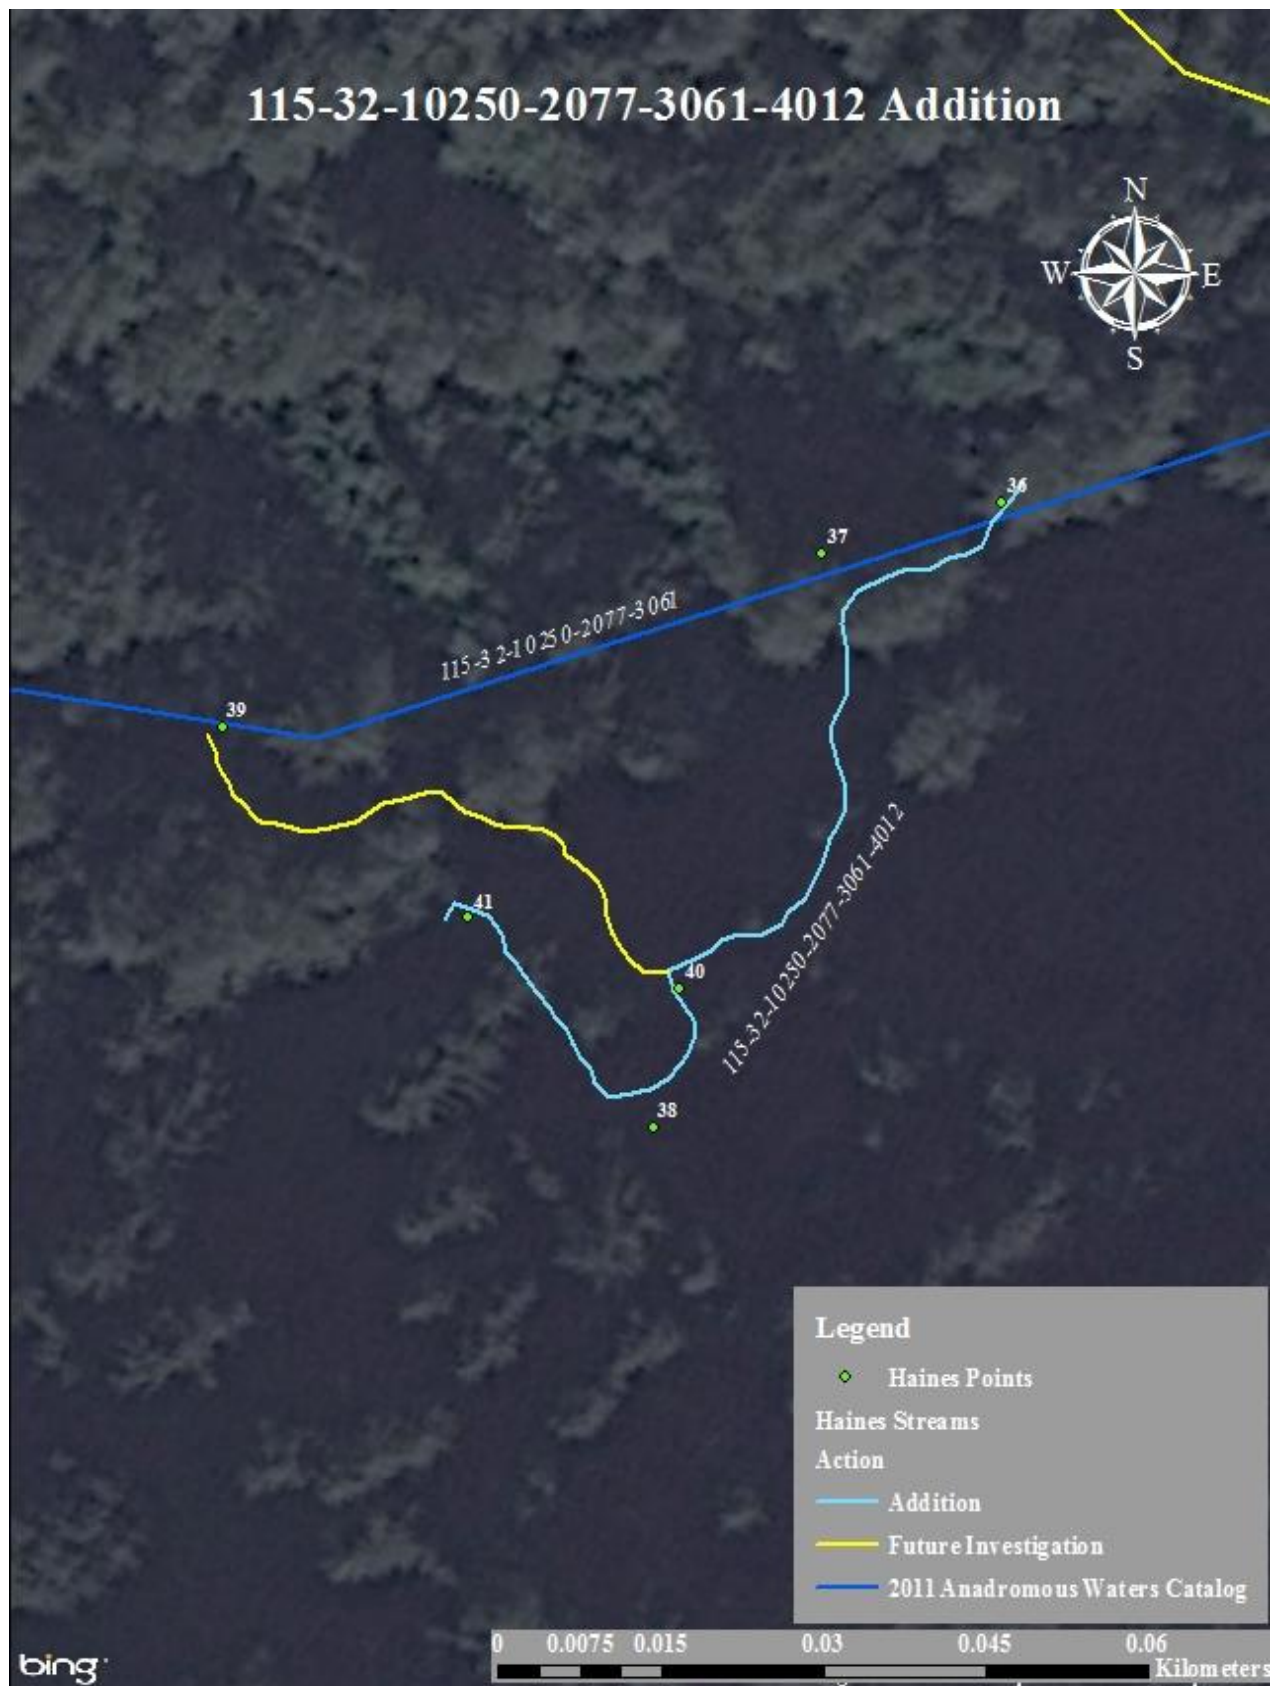 115-32-10250-2077-3061-4012 Addition
N
W E
S
36
37
115-32-10250-2077-3061
39
41
40
115-32-10250-2077-3061-4012
38
Legend
Haines Points
Haines Streams
Action
Addition
Future Investigation
2011 Anadromous Waters Catalog
0 0.0075 0.015 0.03 0.045 0.06
Kilometers
bing